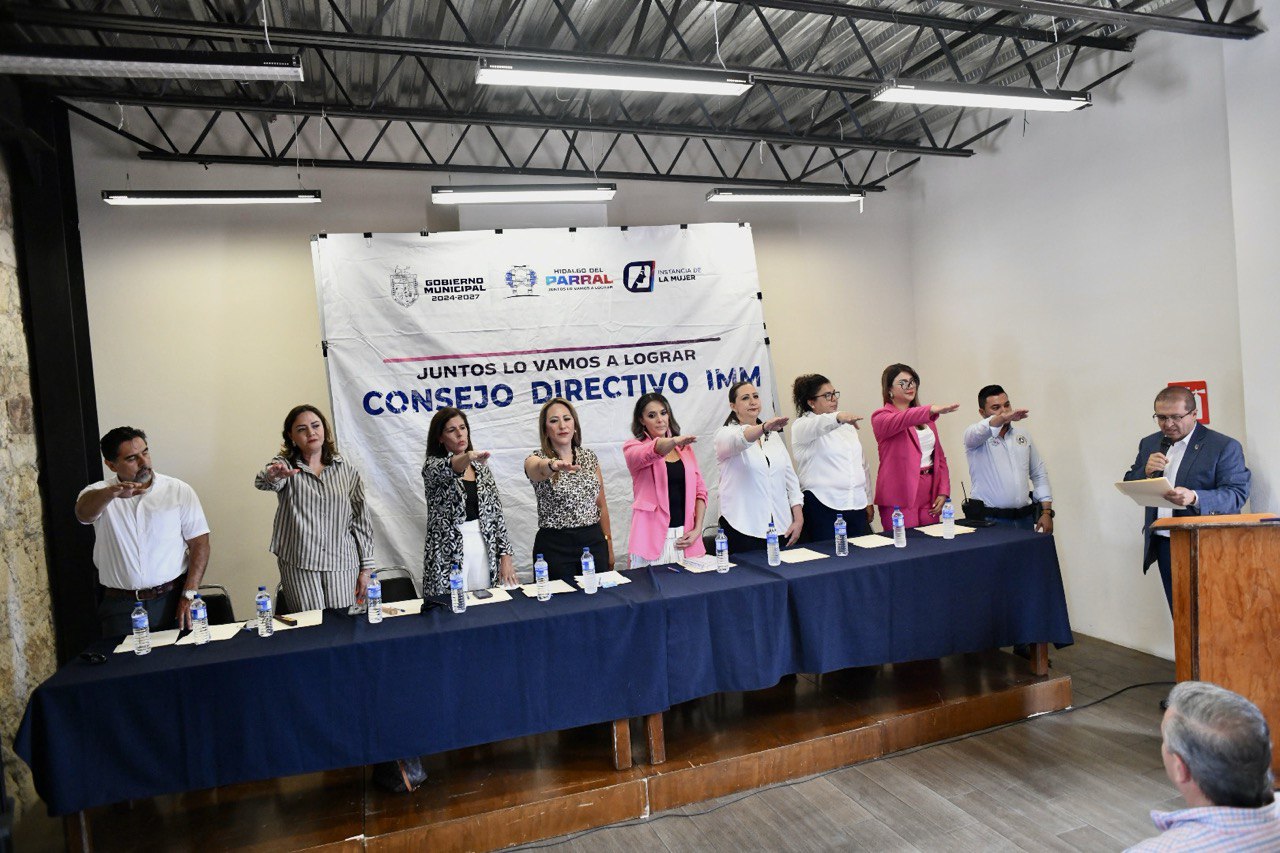 GOBIERNO
MUNICIPAL
2024-2027
HIDALGO DEL
PARRAL
JUNTOS LO VAMOS A LOGRAR
INSTANCIA DE
LA MUJER
JUNTOS LO VAMOS A LOGRAR
CONSEJO DIRECTIVO IMM